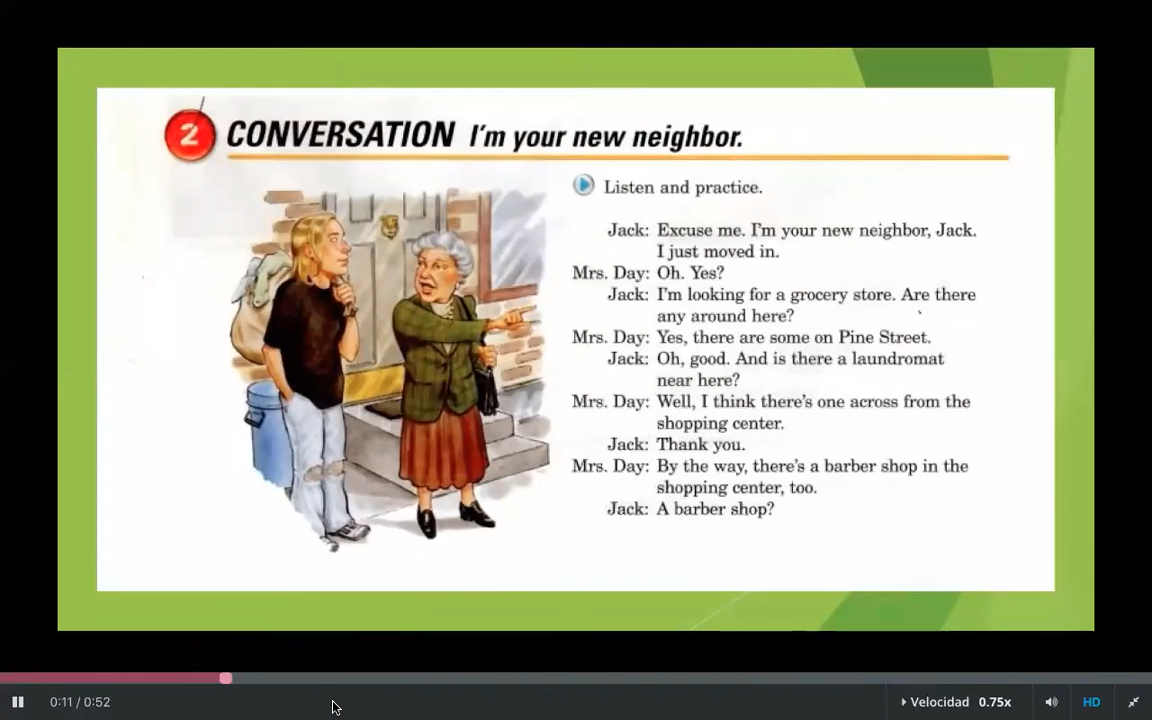 2 CONVERSATION I'm your new neighbor.
Listen and practice.
Jack: Excuse me. I'm your new neighbor, Jack.
I just moved in.
Mrs. Day: Oh. Yes?
Jack: I'm looking for a grocery store. Are there
any around here?
Mrs. Day: Yes, there are some on Pine Street.
Jack: Oh, good. And is there a laundromat
near here?
Mrs. Day: Well, I think there's one across from the
shopping center.
Jack: Thank you.
Mrs. Day: By the way, there's a barber shop in the
shopping center, too.
Jack: A barber shop?
0:11 / 0:52
Velocidad 0.75x
HD